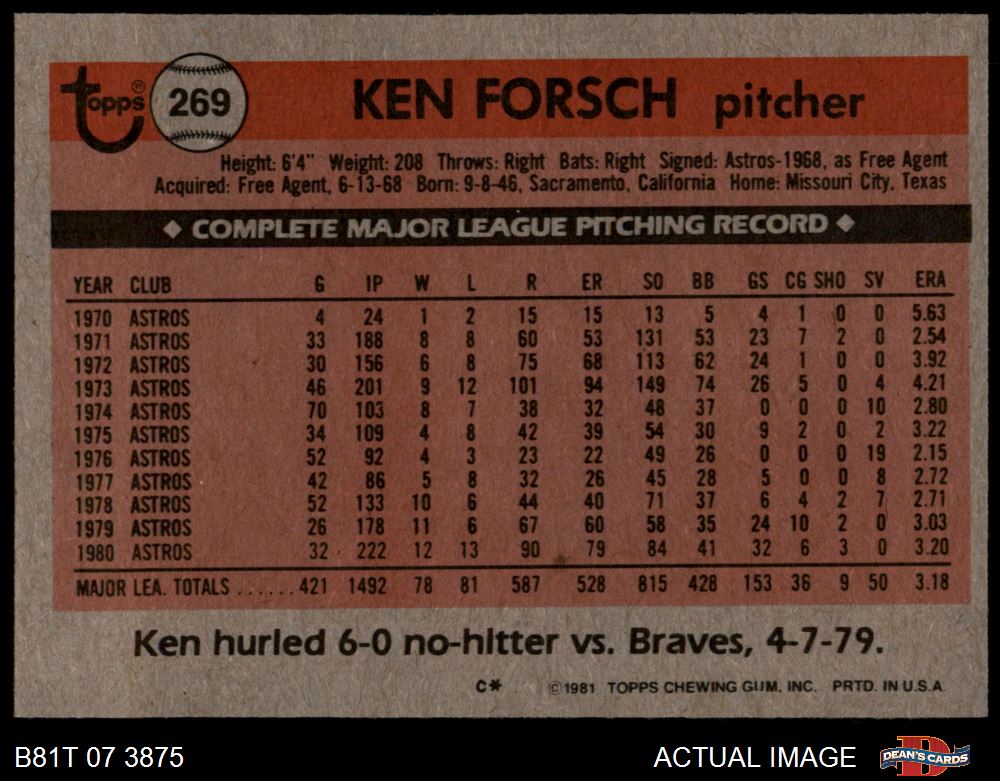 Topps ® 269 KEN FORSCH pitcher
Height: 6'4" Weight: 208 Throws: Right Bats: Right Signed: Astros-1968, as Free Agent
Acquired: Free Agent, 6-13-68 Born: 9-8-46, Sacramento, California Home: Missouri City, Texas
◆ COMPLETE MAJOR LEAGUE PITCHING RECORD ◆
YEAR CLUB G IP W L R ER SO BB GS CG SHO SV ERA
1970 ASTROS 4 24 1 2 15 15 13 5 4 1 0 0 5.63
1971 ASTROS 33 188 8 8 60 53 131 53 23 7 2 0 2.54
1972 ASTROS 30 156 6 8 75 68 113 62 24 1 0 0 3.92
1973 ASTROS 46 201 9 12 101 94 149 74 26 5 0 4 4.21
1974 ASTROS 70 103 8 7 38 32 48 37 0 0 0 10 2.80
1975 ASTROS 34 109 4 8 42 39 54 30 9 2 0 2 3.22
1976 ASTROS 52 92 4 3 23 22 49 26 0 0 0 19 2.15
1977 ASTROS 42 86 5 8 32 26 45 28 5 0 0 8 2.72
1978 ASTROS 52 133 10 6 44 40 71 37 6 4 2 7 2.71
1979 ASTROS 26 178 11 6 67 60 58 35 24 10 2 0 3.03
1980 ASTROS 32 222 12 13 90 79 84 41 32 6 3 0 3.20
MAJOR LEA. TOTALS ...... 421 1492 78 81 587 528 815 428 153 36 9 50 3.18
Ken hurled 6-0 no-hitter vs. Braves, 4-7-79.
C* ©1981 TOPPS CHEWING GUM, INC. PRTD. IN U.S.A.
B81T 07 3875 ACTUAL IMAGE DEAN'S CARDS